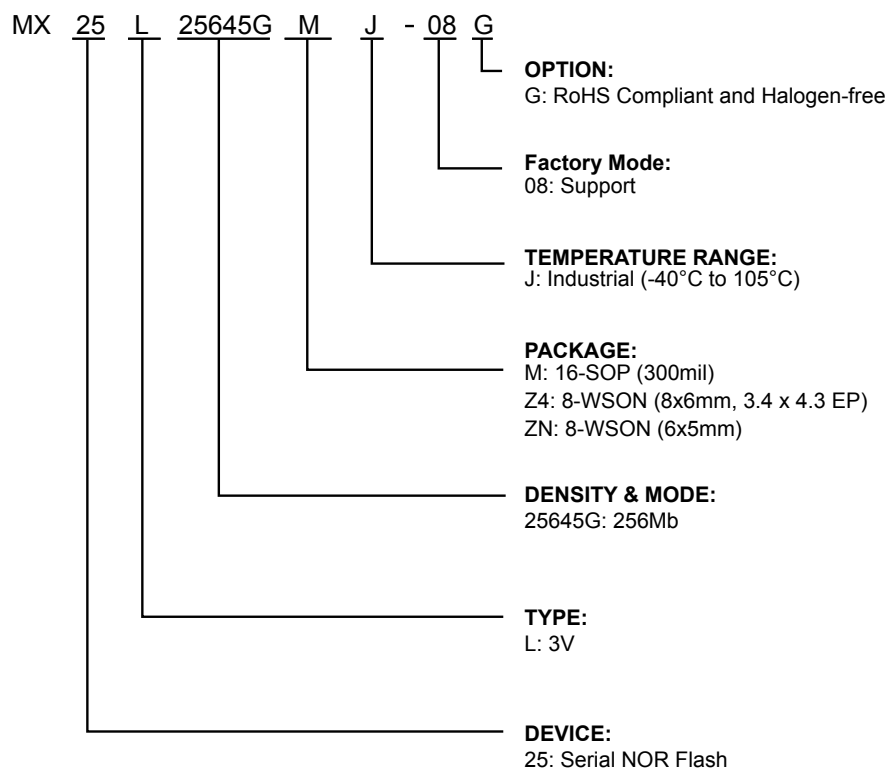 MX 25 L 25645G M J - 08 G
OPTION:
G: RoHS Compliant and Halogen-free
Factory Mode:
08: Support
TEMPERATURE RANGE:
J: Industrial (-40°C to 105°C)
PACKAGE:
M: 16-SOP (300mil)
Z4: 8-WSON (8x6mm, 3.4 x 4.3 EP)
ZN: 8-WSON (6x5mm)
DENSITY & MODE:
25645G: 256Mb
TYPE:
L: 3V
DEVICE:
25: Serial NOR Flash